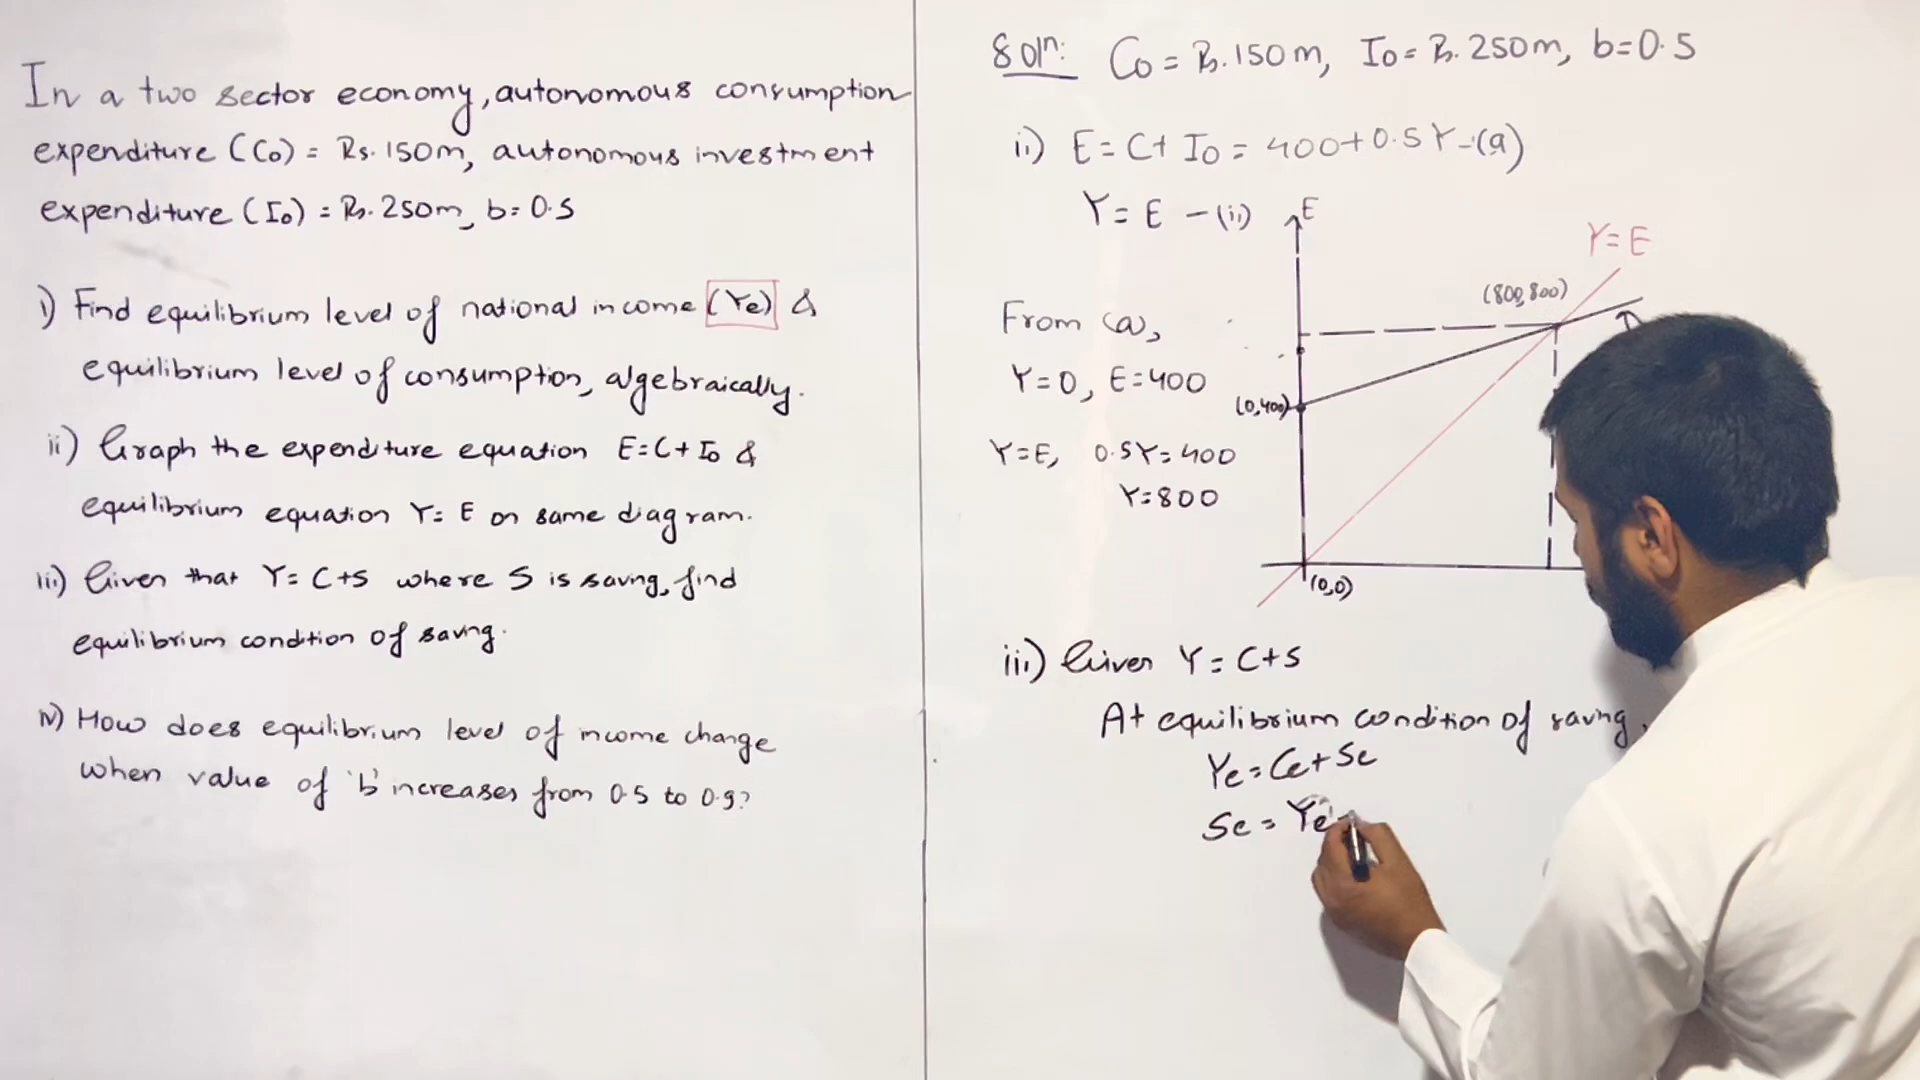 In a two sector economy, autonomous consumption
expenditure (Co) = Rs. 150m, autonomous investment
expenditure (Io) = Rs. 250m, b = 0.5
i) Find equilibrium level of national income (Ye) &
equilibrium level of consumption, algebraically.
ii) Graph the expenditure equation E=C+Io &
equilibrium equation Y=E on same diagram.
iii) Given that Y=C+S where S is saving, find
equilibrium condition of saving.
iv) How does equilibrium level of income change
when value of 'b' increases from 0.5 to 0.9?
Soln: Co = Rs. 150m, Io = Rs. 250m, b=0.5
ii) E = C+ Io = 400+0.5Y -(a)
Y = E -(ii)
E
Y=E
(800,800)
From (a),
Y=0, E=400
(0,400)
Y=E, 0.5Y=400
Y=800
(0,0)
iii) Given Y=C+S
At equilibrium condition of saving,
Ye=Ce+Se
Se = Ye-